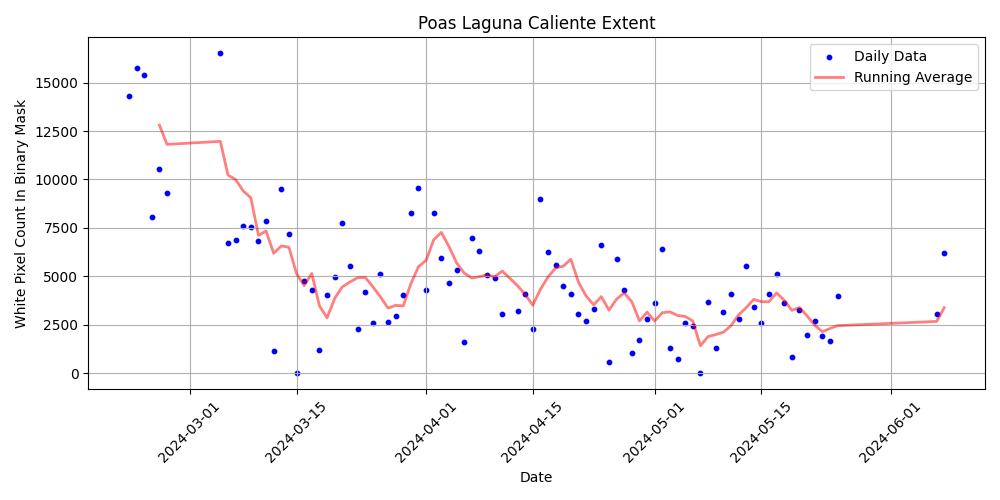 Poas Laguna Caliente Extent
Daily Data
Running Average
White Pixel Count In Binary Mask
15000
12500
10000
7500
5000
2500
0
2024-03-01
2024-03-15
2024-04-01
2024-04-15
2024-05-01
2024-05-15
2024-06-01
Date